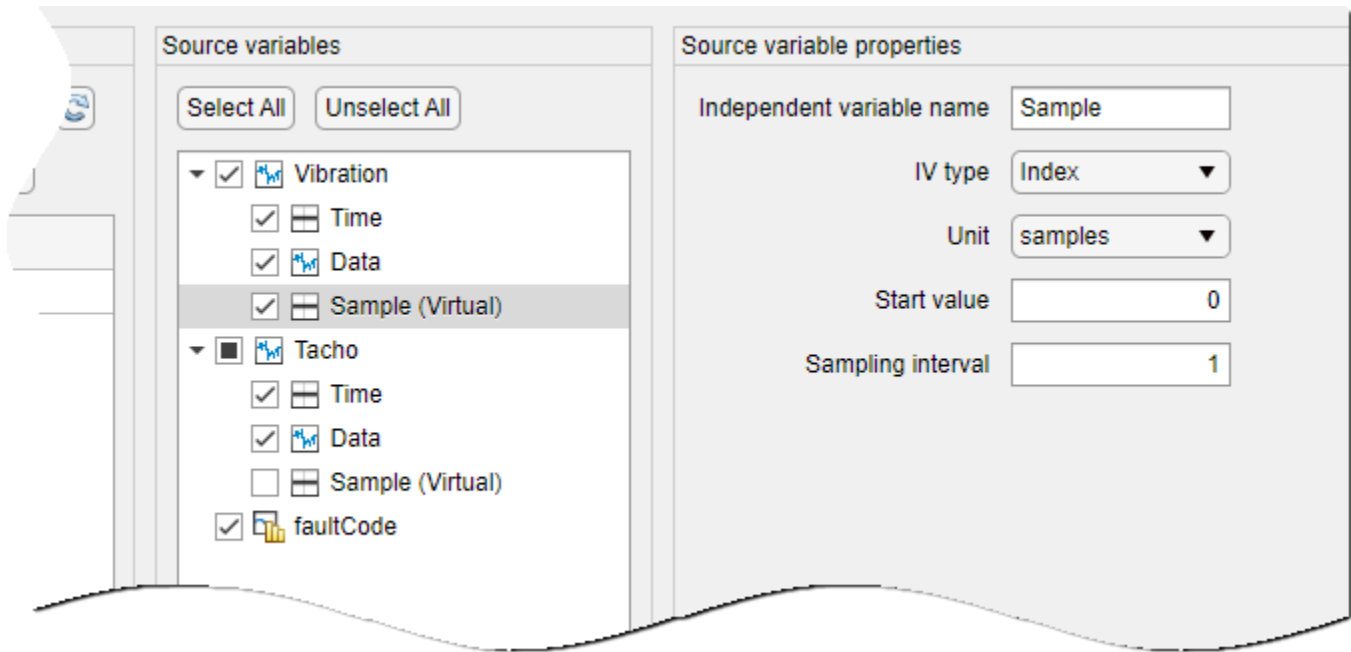 Source variables
Select All
Unselect All
Vibration
Time
Data
Sample (Virtual)
Tacho
Time
Data
Sample (Virtual)
faultCode
Source variable properties
Independent variable name Sample
IV type Index
Unit samples
Start value 0
Sampling interval 1